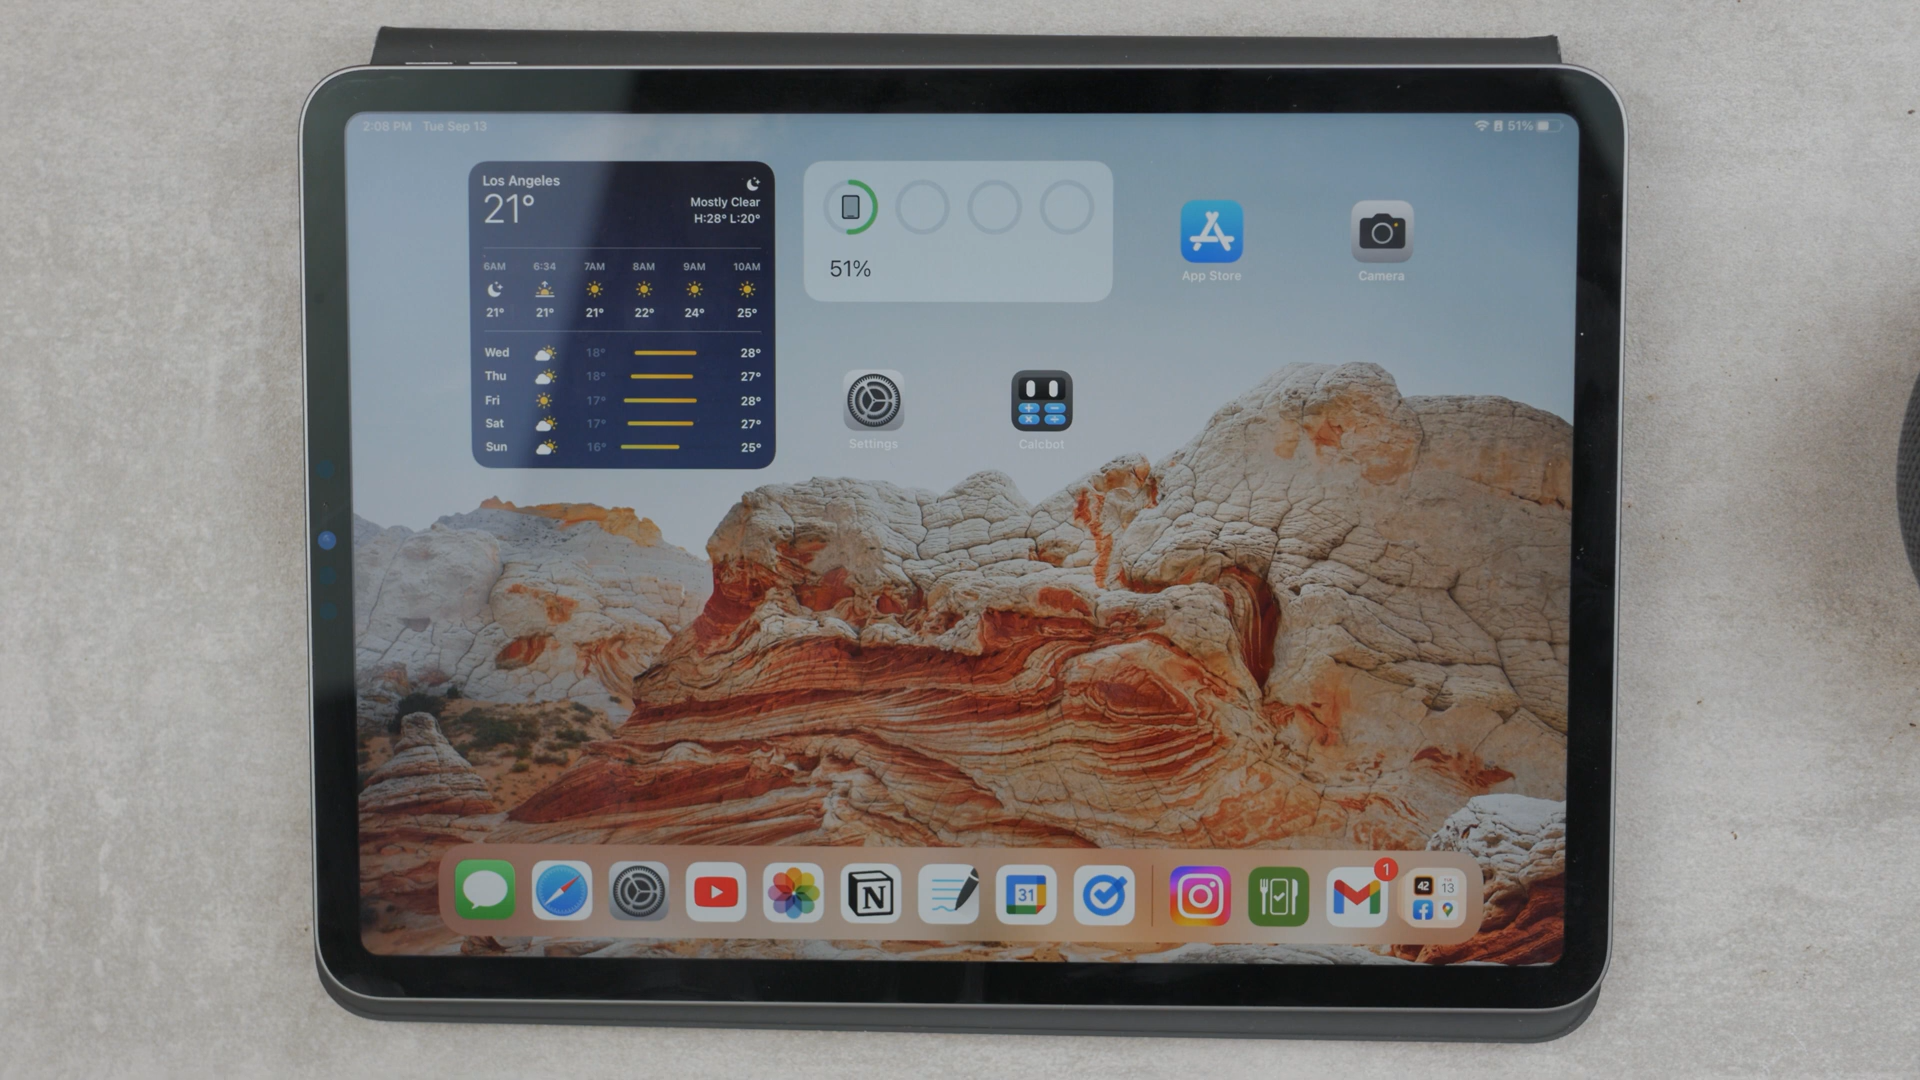 2:08 PM Tue Sep 13
51%
Los Angeles
21°
Mostly Clear
H:28° L:20°
6AM 6:34 7AM 8AM 9AM 10AM
21° 21° 21° 22° 24° 25°
Wed 18° 28°
Thu 18° 27°
Fri 17° 28°
Sat 17° 27°
Sun 16° 25°
51%
App Store
Camera
Settings
Calcbot
N
31
1
42
13